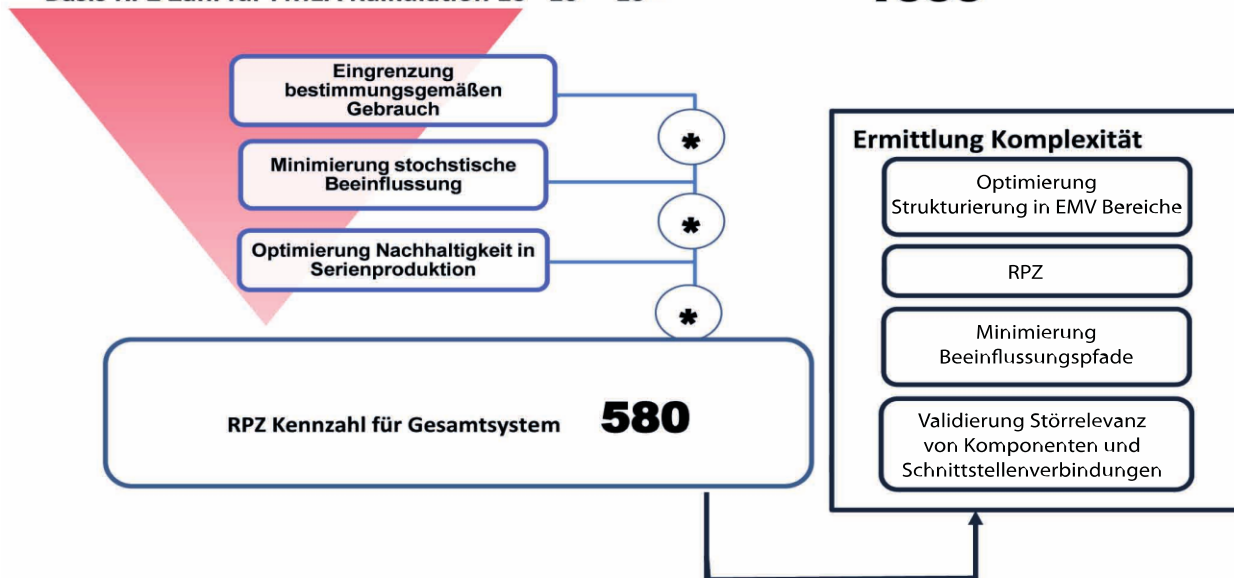 Eingrenzung
bestimmungsgemäßen
Gebrauch
*
Minimierung stochstische
Beeinflussung
*
Optimierung Nachhaltigkeit in
Serienproduktion
*
RPZ Kennzahl für Gesamtsystem 580
Ermittlung Komplexität
Optimierung
Strukturierung in EMV Bereiche
RPZ
Minimierung
Beeinflussungspfade
Validierung Störrelevanz
von Komponenten und
Schnittstellenverbindungen